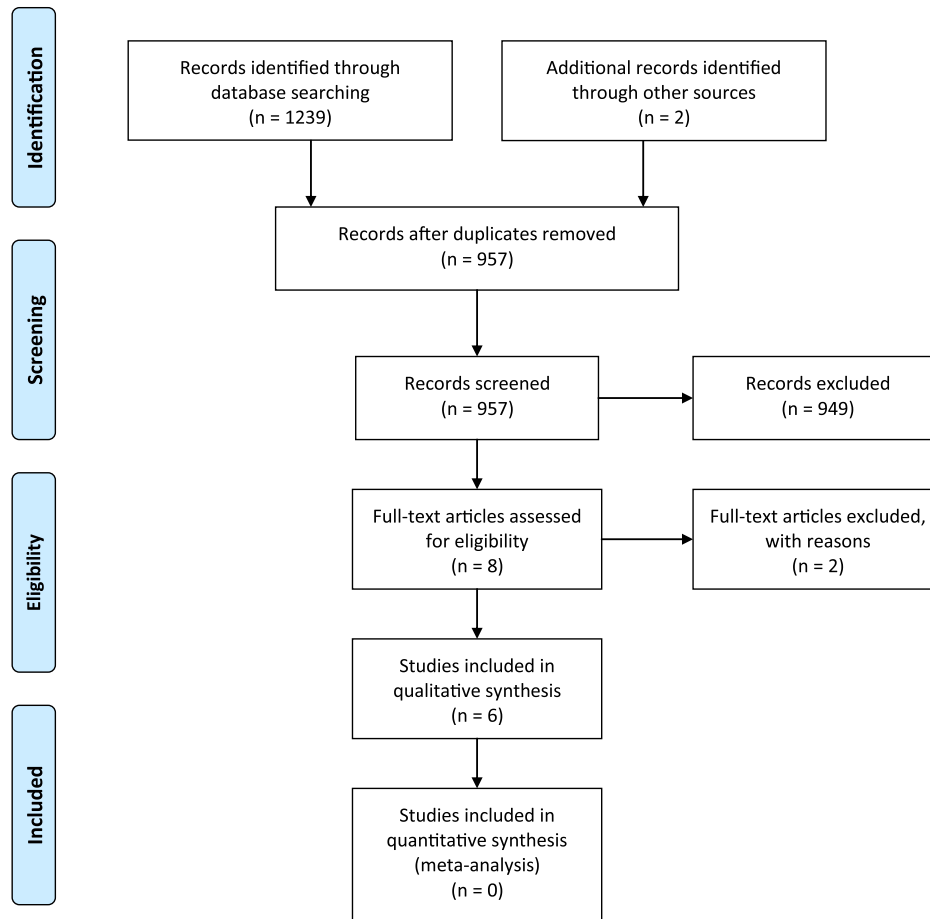 Identification
Records identified through
database searching
(n = 1239)
Additional records identified
through other sources
(n = 2)
Records after duplicates removed
(n = 957)
Screening
Records screened
(n = 957)
Records excluded
(n = 949)
Eligibility
Full-text articles assessed
for eligibility
(n = 8)
Full-text articles excluded,
with reasons
(n = 2)
Studies included in
qualitative synthesis
(n = 6)
Included
Studies included in
quantitative synthesis
(meta-analysis)
(n = 0)